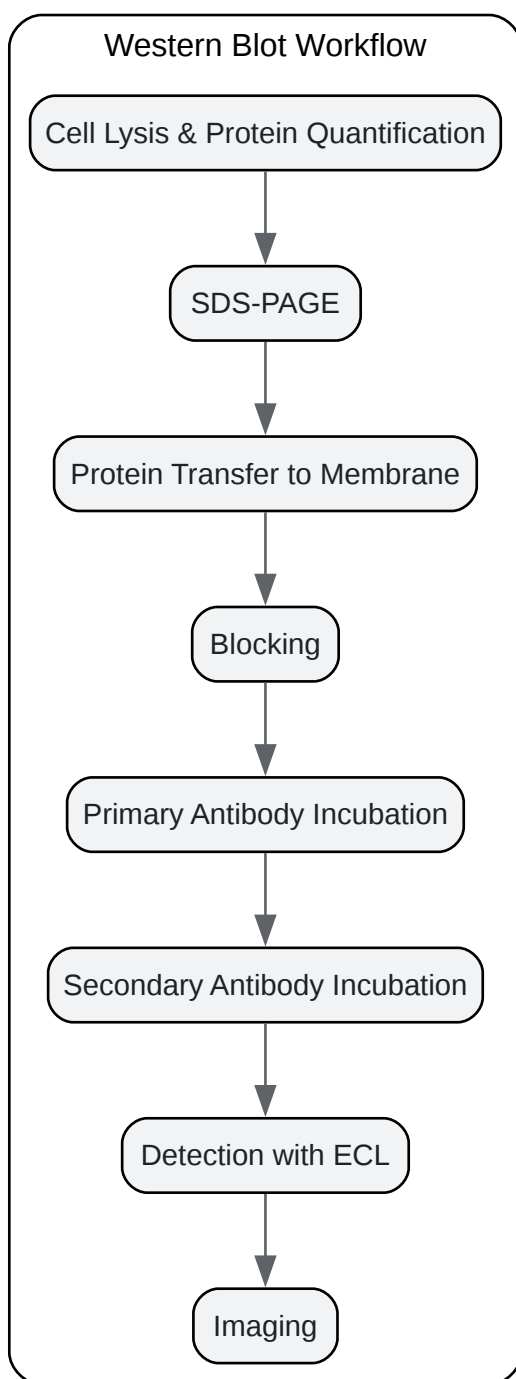 Western Blot Workflow
Cell Lysis & Protein Quantification
SDS-PAGE
Protein Transfer to Membrane
Blocking
Primary Antibody Incubation
Secondary Antibody Incubation
Detection with ECL
Imaging